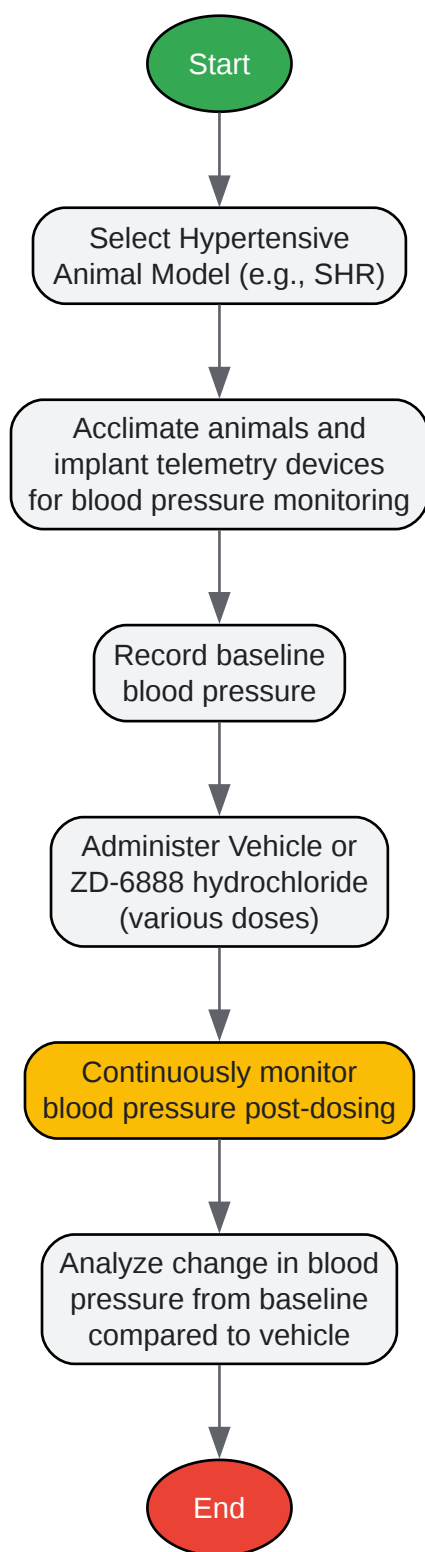 Start
Select Hypertensive
Animal Model (e.g., SHR)
Acclimate animals and
implant telemetry devices
for blood pressure monitoring
Record baseline
blood pressure
Administer Vehicle or
ZD-6888 hydrochloride
(various doses)
Continuously monitor
blood pressure post-dosing
Analyze change in blood
pressure from baseline
compared to vehicle
End